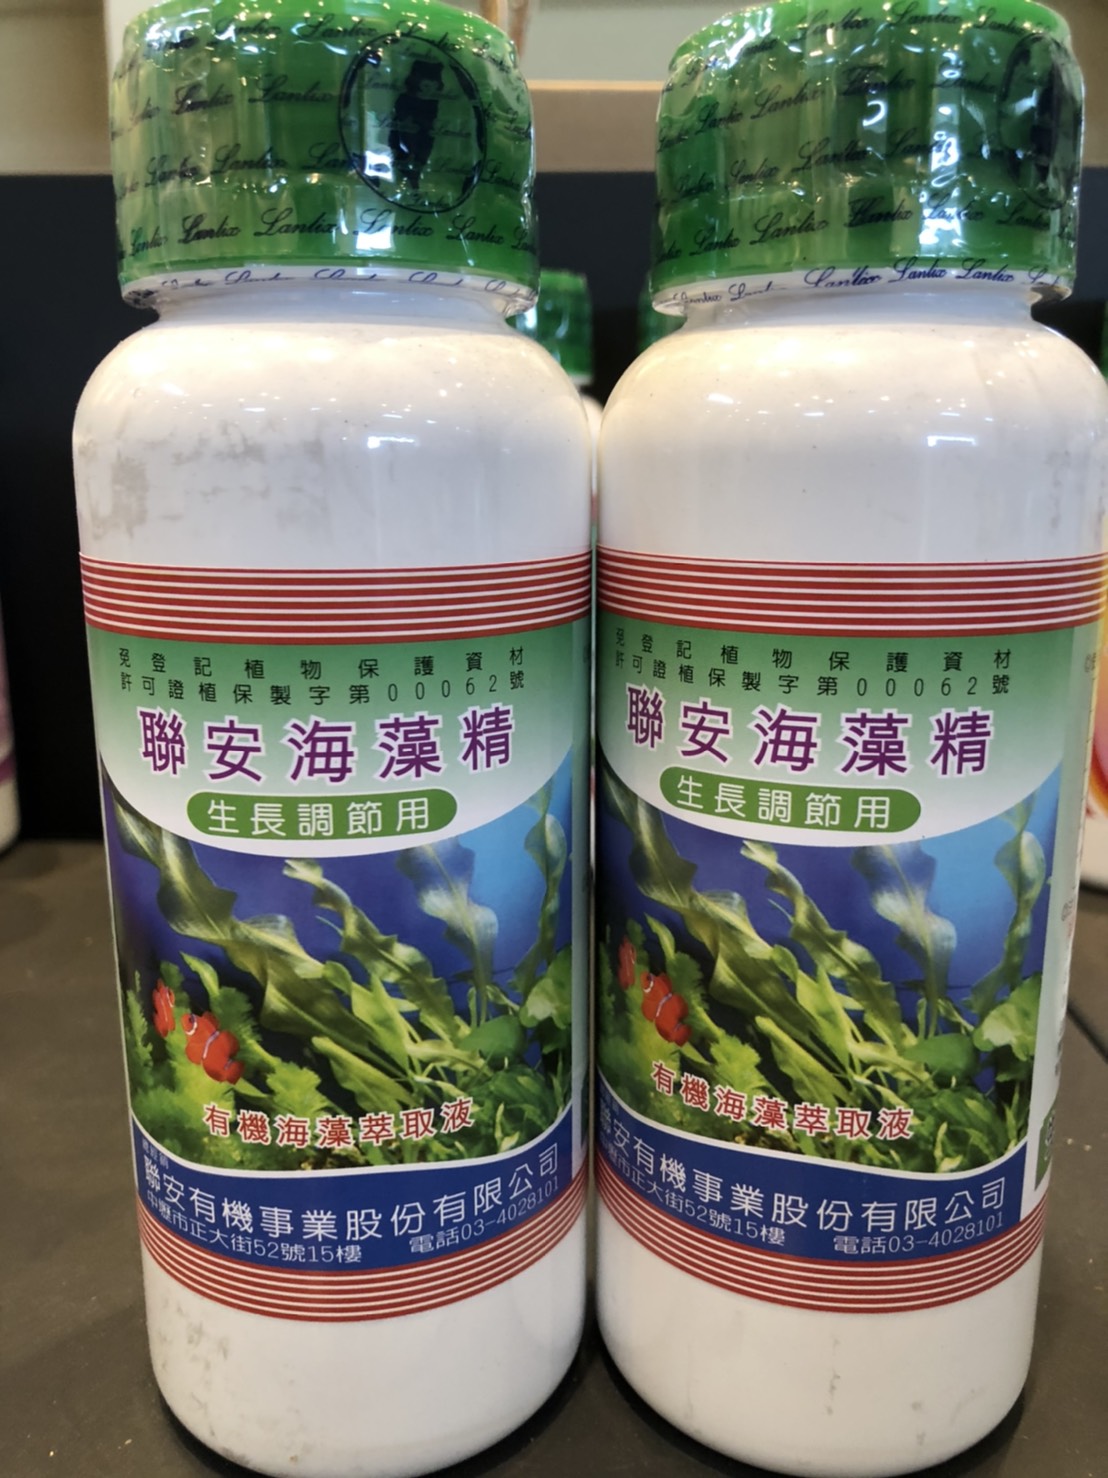 Lantix Lantix Lantix Lantix
Lantix Lantix Lantix
免登記植物保護資材
許可證植保製字第00062號
聯安海藻精
生長調節用
有機海藻萃取液
聯安有機事業股份有限公司
中壢市正大街52號15樓 電話03-4028101
免登記植物保護資材
許可證植保製字第00062號
聯安海藻精
生長調節用
有機海藻萃取液
聯安有機事業股份有限公司
中壢市正大街52號15樓 電話03-4028101